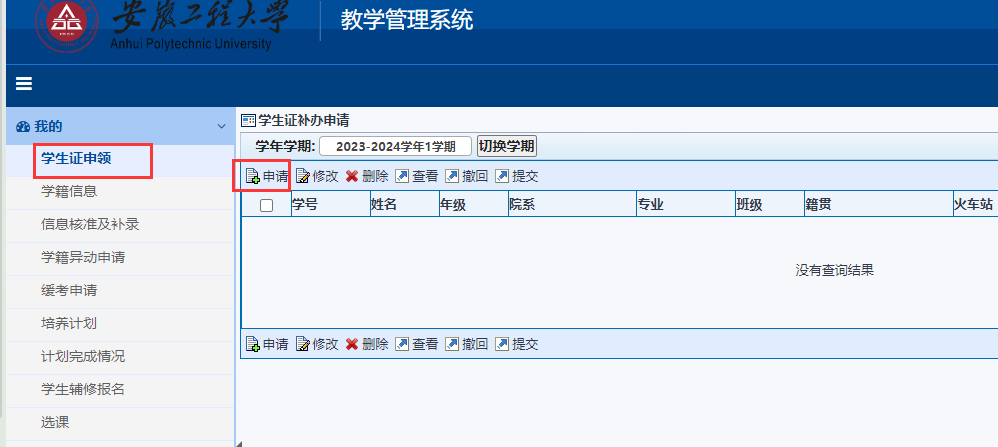 安徽工程大学
Anhui Polytechnic University
教学管理系统
我的
学生证申领
学籍信息
信息核准及补录
学籍异动申请
缓考申请
培养计划
计划完成情况
学生辅修报名
选课
学生证补办申请
学年学期: 2023-2024学年1学期 切换学期
申请 修改 删除 查看 撤回 提交
学号 姓名 年级 院系 专业 班级 籍贯 火车站
没有查询结果
申请 修改 删除 查看 撤回 提交